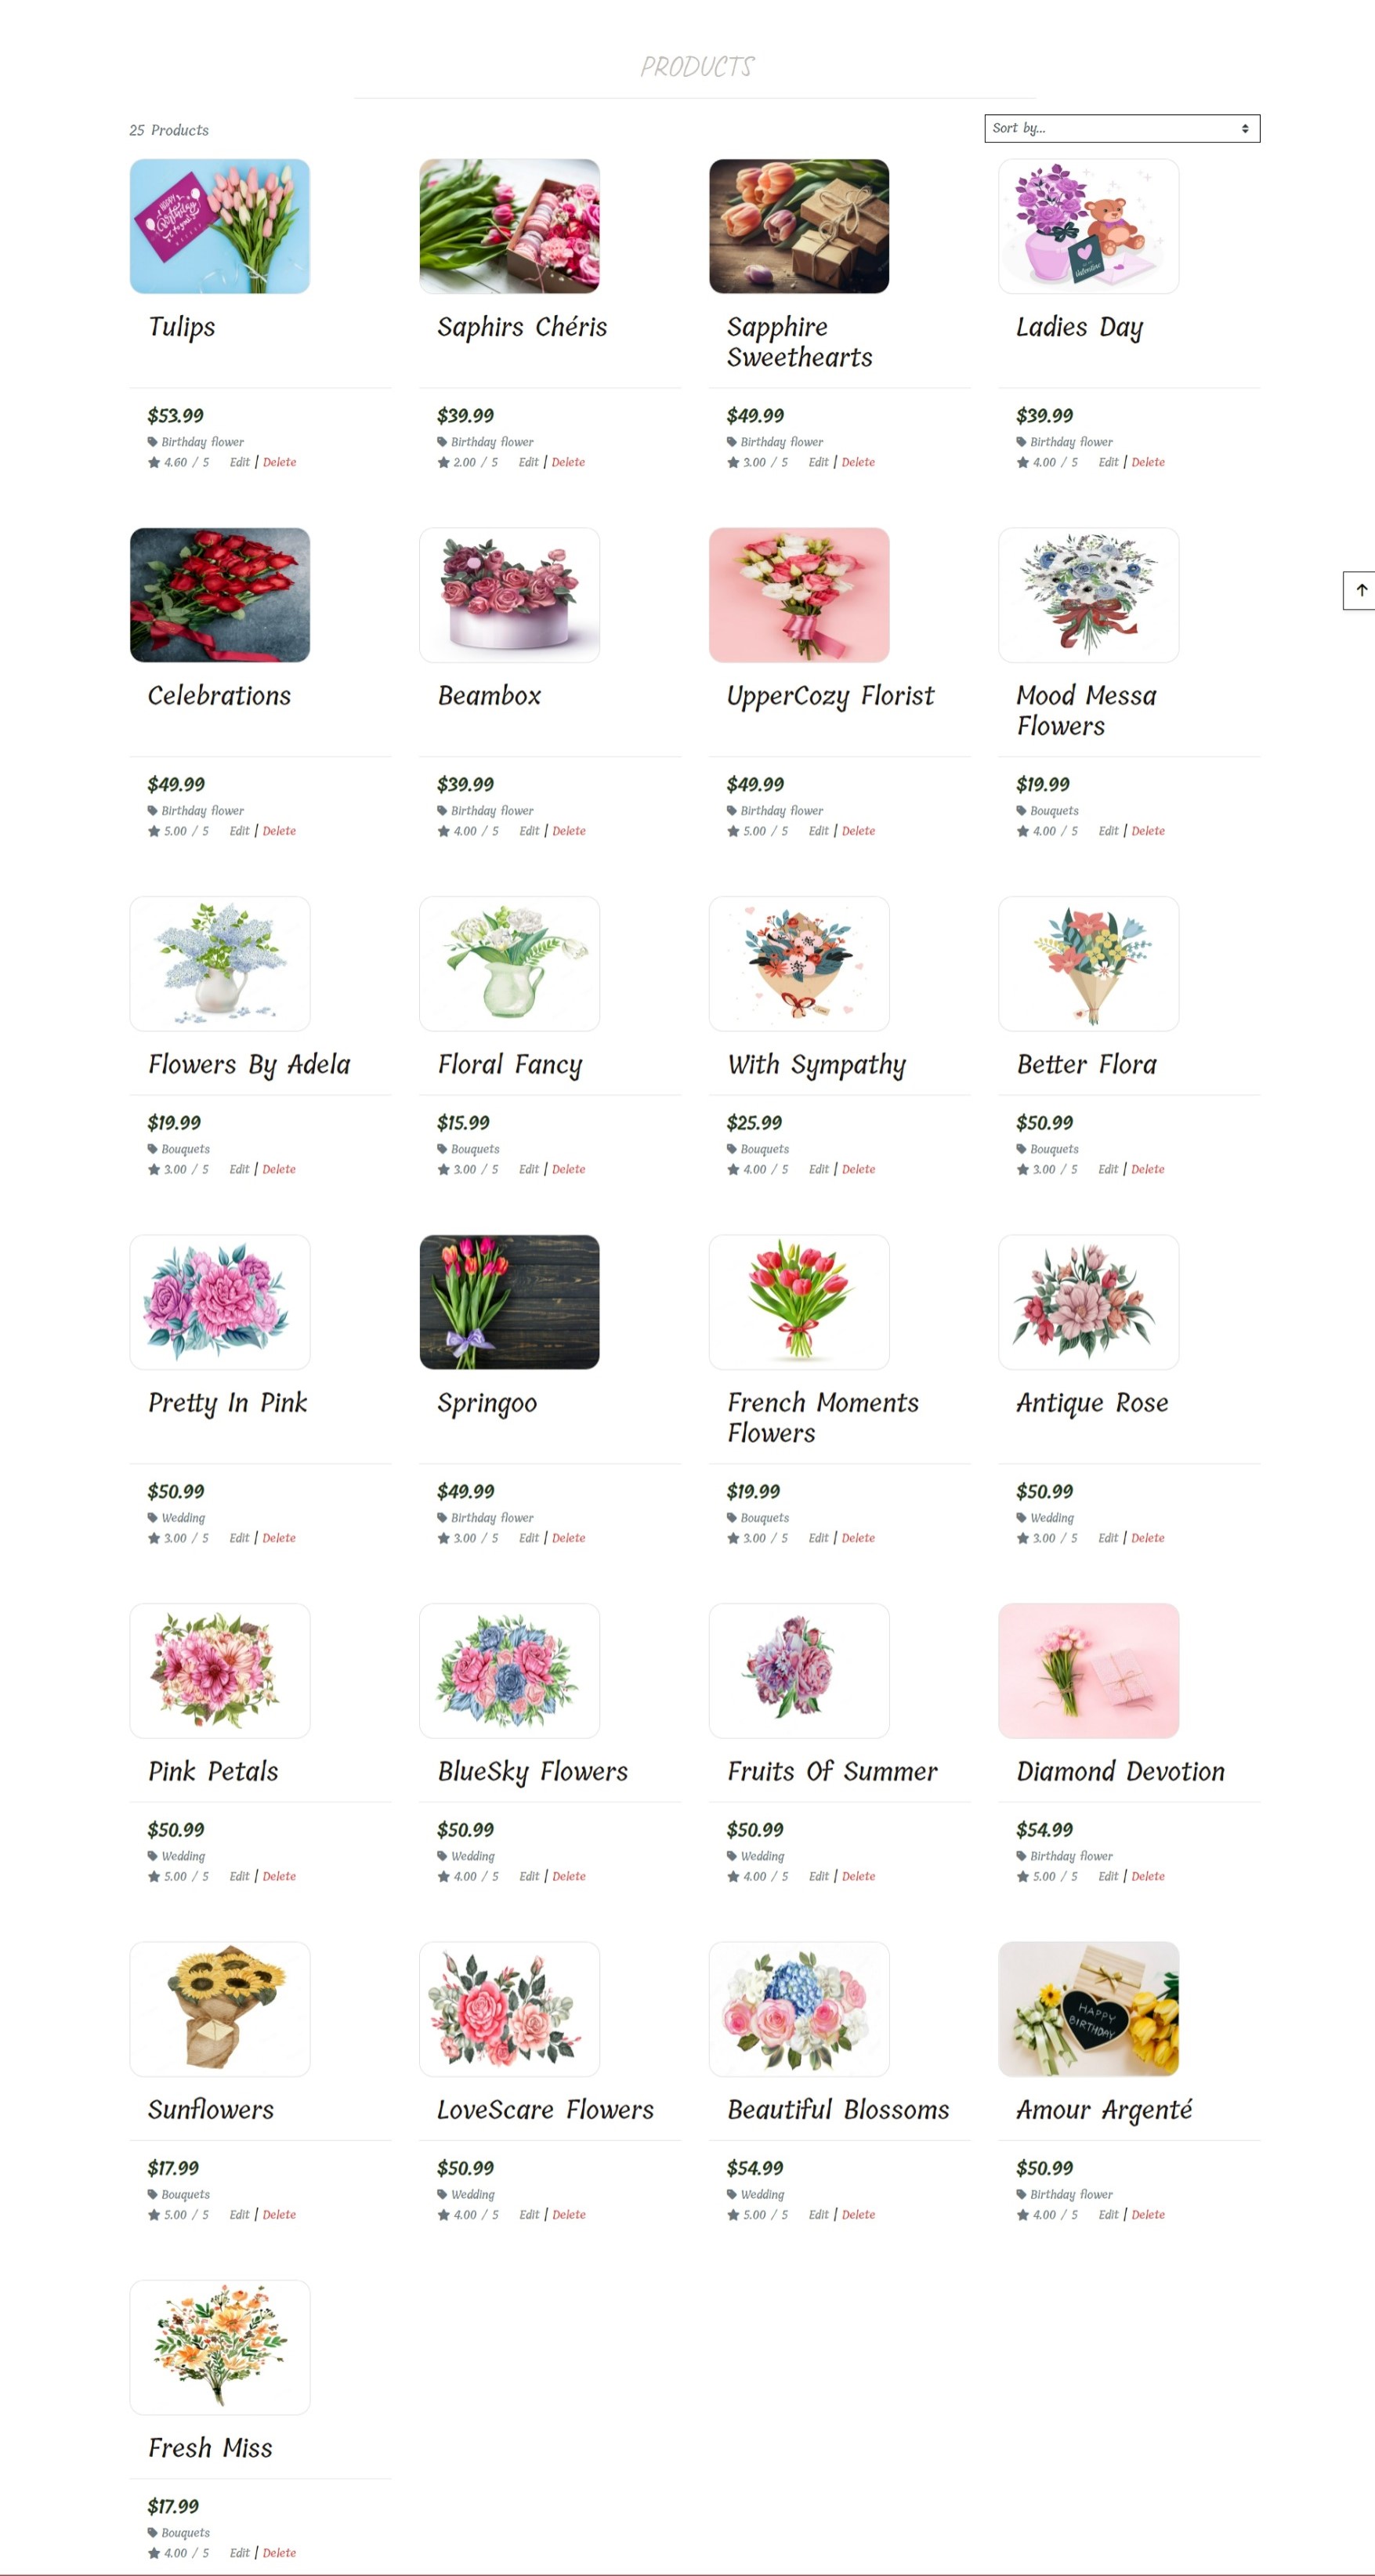 PRODUCTS
25 Products
Sort by...
HAPPY
Birthday
to you!
Valentine
Tulips
Saphirs Chéris
Sapphire
Sweethearts
Ladies Day
$53.99
$39.99
$49.99
$39.99
Birthday flower
Birthday flower
Birthday flower
Birthday flower
4.60 / 5 Edit | Delete
2.00 / 5 Edit | Delete
3.00 / 5 Edit | Delete
4.00 / 5 Edit | Delete
Celebrations
Beambox
UpperCozy Florist
Mood Messa
Flowers
$49.99
$39.99
$49.99
$19.99
Birthday flower
Birthday flower
Birthday flower
Bouquets
5.00 / 5 Edit | Delete
4.00 / 5 Edit | Delete
5.00 / 5 Edit | Delete
4.00 / 5 Edit | Delete
Flowers By Adela
Floral Fancy
With Sympathy
Better Flora
$19.99
$15.99
$25.99
$50.99
Bouquets
Bouquets
Bouquets
Bouquets
3.00 / 5 Edit | Delete
3.00 / 5 Edit | Delete
4.00 / 5 Edit | Delete
3.00 / 5 Edit | Delete
Pretty In Pink
Springoo
French Moments
Flowers
Antique Rose
$50.99
$49.99
$19.99
$50.99
Wedding
Birthday flower
Bouquets
Wedding
3.00 / 5 Edit | Delete
3.00 / 5 Edit | Delete
3.00 / 5 Edit | Delete
3.00 / 5 Edit | Delete
Pink Petals
BlueSky Flowers
Fruits Of Summer
Diamond Devotion
$50.99
$50.99
$50.99
$54.99
Wedding
Wedding
Wedding
Birthday flower
5.00 / 5 Edit | Delete
4.00 / 5 Edit | Delete
4.00 / 5 Edit | Delete
5.00 / 5 Edit | Delete
HAPPY
BIRTHDAY
Sunflowers
LoveScare Flowers
Beautiful Blossoms
Amour Argenté
$17.99
$50.99
$54.99
$50.99
Bouquets
Wedding
Wedding
Birthday flower
5.00 / 5 Edit | Delete
4.00 / 5 Edit | Delete
5.00 / 5 Edit | Delete
4.00 / 5 Edit | Delete
Fresh Miss
$17.99
Bouquets
4.00 / 5 Edit | Delete